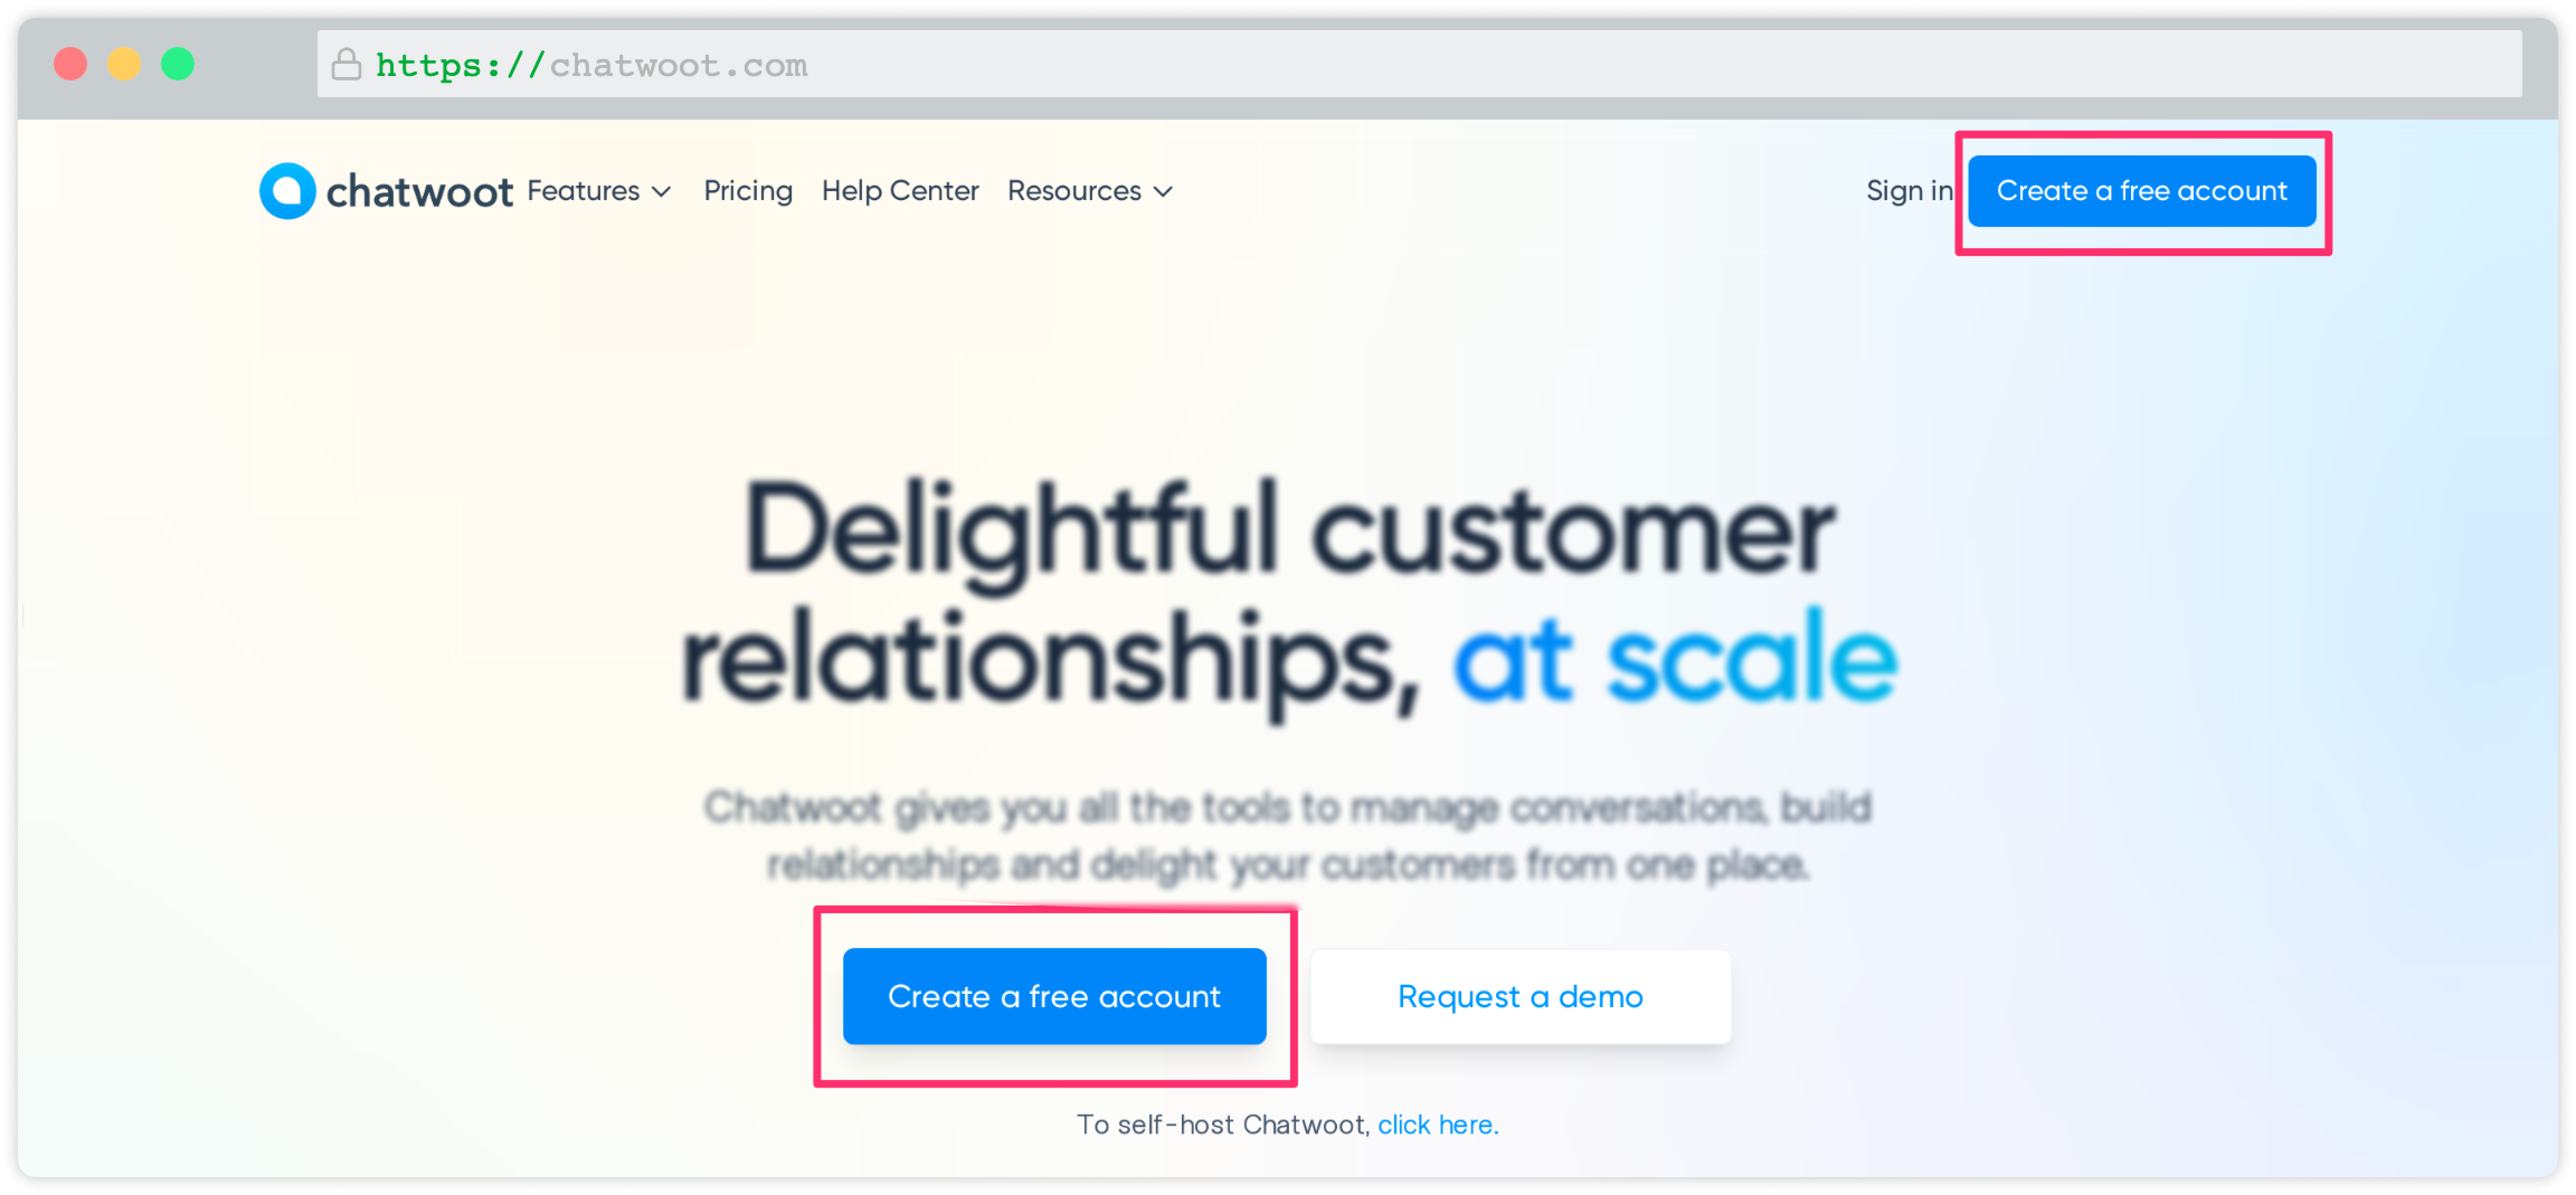 https://chatwoot.com
chatwoot Features Pricing Help Center Resources Sign in Create a free account
Delightful customer
relationships, at scale
Chatwoot gives you all the tools to manage conversations, build
relationships and delight your customers from one place.
Create a free account Request a demo
To self-host Chatwoot, click here.